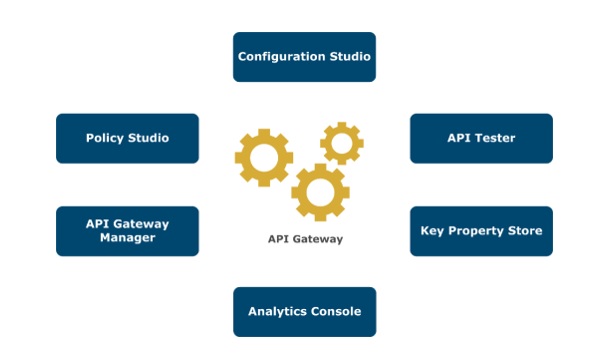 Configuration Studio
Policy Studio
API Tester
API Gateway
Manager
Key Property Store
API Gateway
Analytics Console